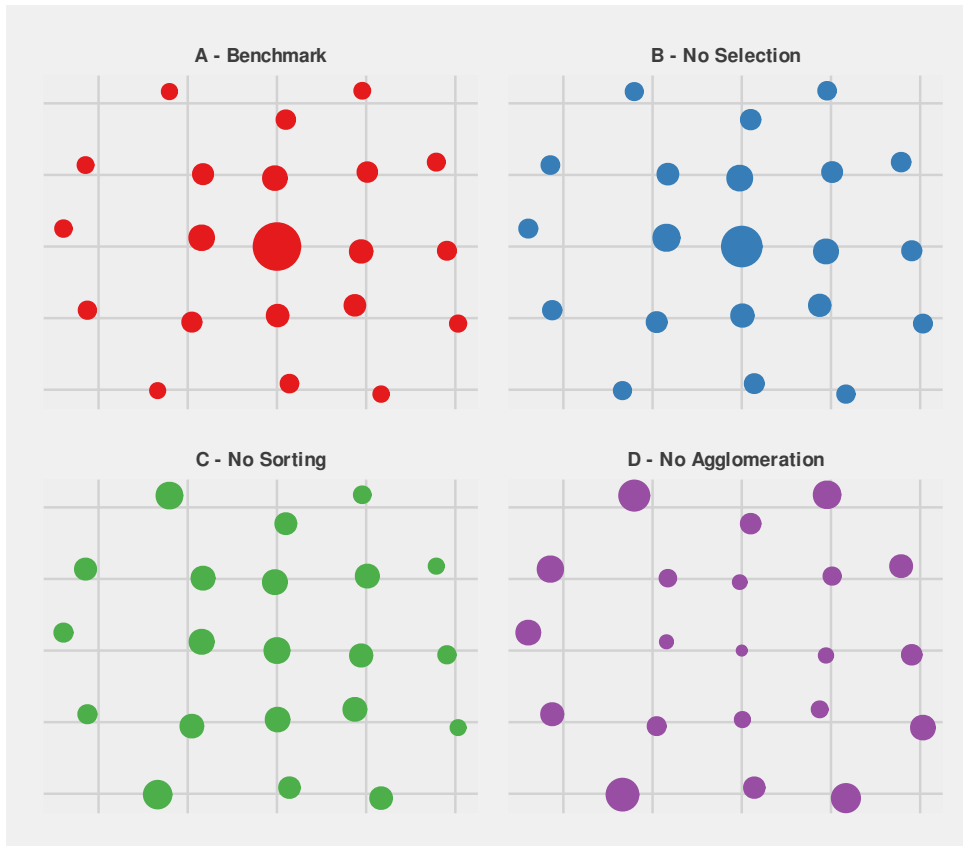 A - Benchmark
B - No Selection
C - No Sorting
D - No Agglomeration